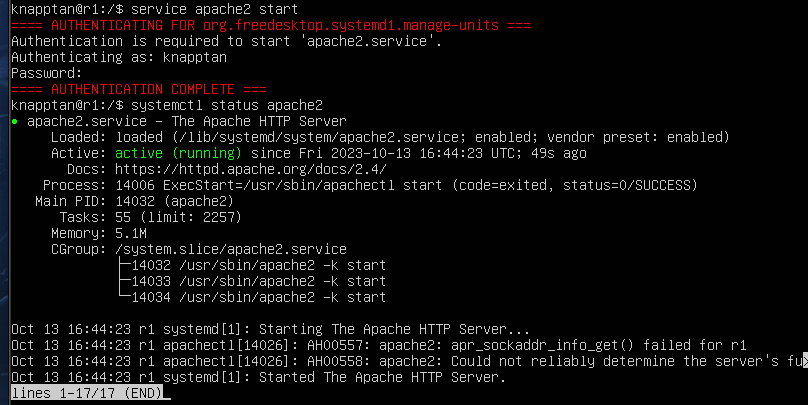 knapptan@r1:/$ service apache2 start
==== AUTHENTICATING FOR org.freedesktop.systemd1.manage-units ===
Authentication is required to start 'apache2.service'.
Authenticating as: knapptan
Password:
==== AUTHENTICATION COMPLETE ===
knapptan@r1:/$ systemctl status apache2
● apache2.service – The Apache HTTP Server
Loaded: loaded (/lib/systemd/system/apache2.service; enabled; vendor preset: enabled)
Active: active (running) since Fri 2023-10-13 16:44:23 UTC; 49s ago
Docs: https://httpd.apache.org/docs/2.4/
Process: 14006 ExecStart=/usr/sbin/apachectl start (code=exited, status=0/SUCCESS)
Main PID: 14032 (apache2)
Tasks: 55 (limit: 2257)
Memory: 5.1M
CGroup: /system.slice/apache2.service
├─14032 /usr/sbin/apache2 -k start
├─14033 /usr/sbin/apache2 -k start
└─14034 /usr/sbin/apache2 -k start
Oct 13 16:44:23 r1 systemd[1]: Starting The Apache HTTP Server...
Oct 13 16:44:23 r1 apachectl[14026]: AH00557: apache2: apr_sockaddr_info_get() failed for r1
Oct 13 16:44:23 r1 apachectl[14026]: AH00558: apache2: Could not reliably determine the server's fu>
Oct 13 16:44:23 r1 systemd[1]: Started The Apache HTTP Server.
lines 1-17/17 (END)